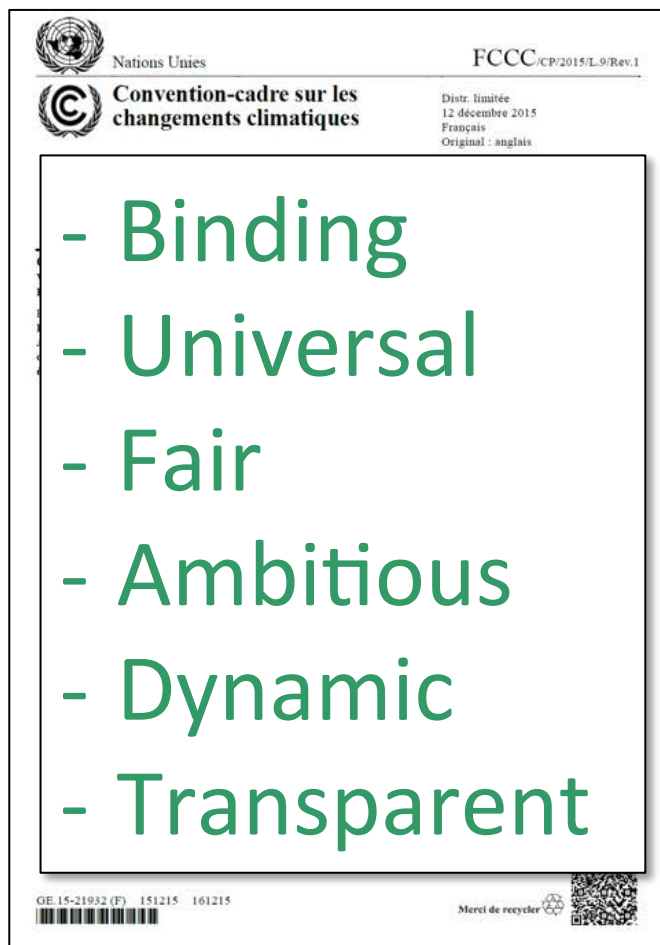 Nations Unies
FCCC/CP/2015/L.9/Rev.1
Convention-cadre sur les
changements climatiques
Distr. limitée
12 décembre 2015
Français
Original : anglais
- Binding
- Universal
- Fair
- Ambitious
- Dynamic
- Transparent
GE.15-21932 (F) 151215 161215
Merci de recycler